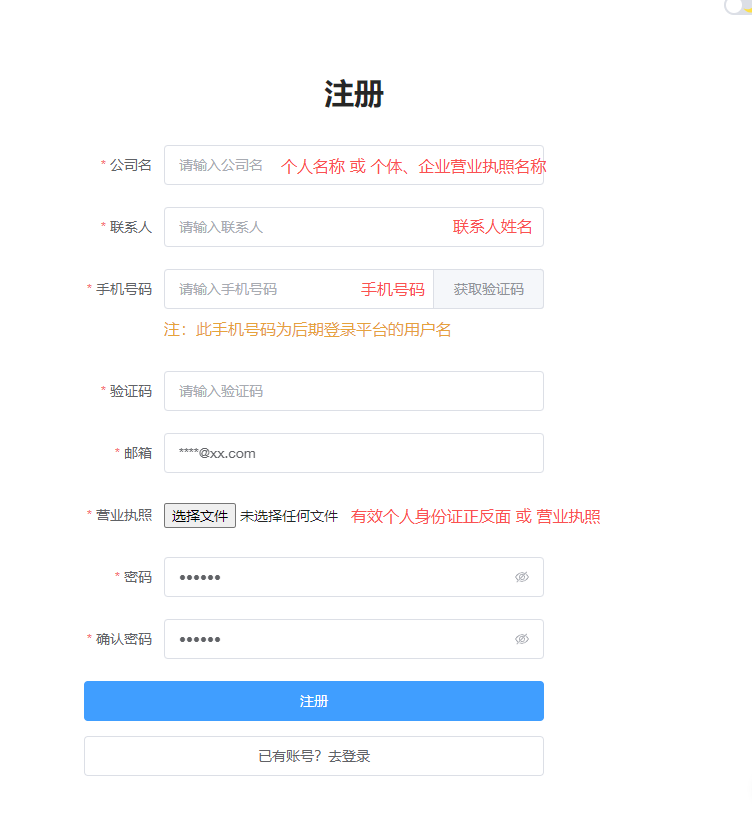 注册
* 公司名 请输入公司名 个人名称 或 个体、企业营业执照名称
* 联系人 请输入联系人 联系人姓名
* 手机号码 请输入手机号码 手机号码 获取验证码
注：此手机号码为后期登录平台的用户名
* 验证码 请输入验证码
* 邮箱 ****@xx.com
* 营业执照 选择文件 未选择任何文件 有效个人身份证正反面 或 营业执照
* 密码 ••••••
* 确认密码 ••••••
注册
已有账号？去登录